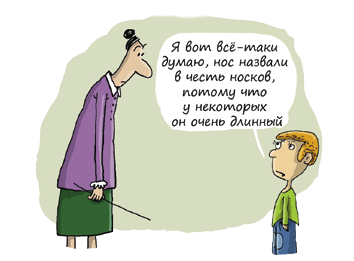 Я вот всё-таки
думаю, нос назвали
в честь носков,
потому что
у некоторых
он очень длинный